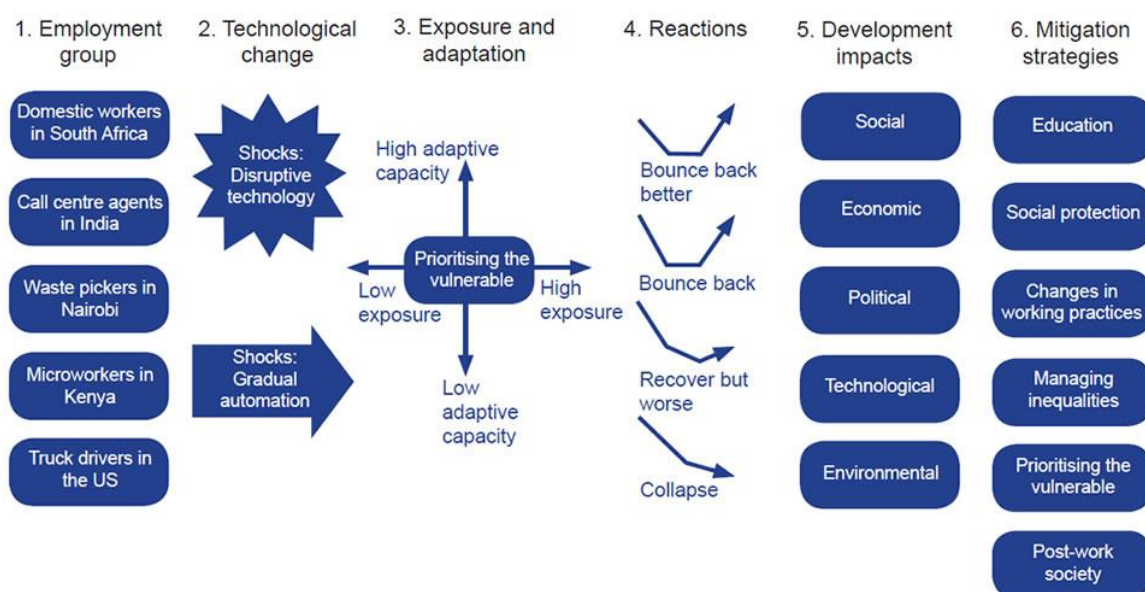 1. Employment
group
2. Technological
change
3. Exposure and
adaptation
4. Reactions
5. Development
impacts
6. Mitigation
strategies
Domestic workers
in South Africa
Call centre agents
in India
Waste pickers in
Nairobi
Microworkers in
Kenya
Truck drivers in
the US
Shocks:
Disruptive
technology
Shocks:
Gradual
automation
High adaptive
capacity
Prioritising the
vulnerable
Low
exposure
High
exposure
Low
adaptive
capacity
Bounce back
better
Bounce back
Recover but
worse
Collapse
Social
Economic
Political
Technological
Environmental
Education
Social protection
Changes in
working practices
Managing
inequalities
Prioritising the
vulnerable
Post-work
society